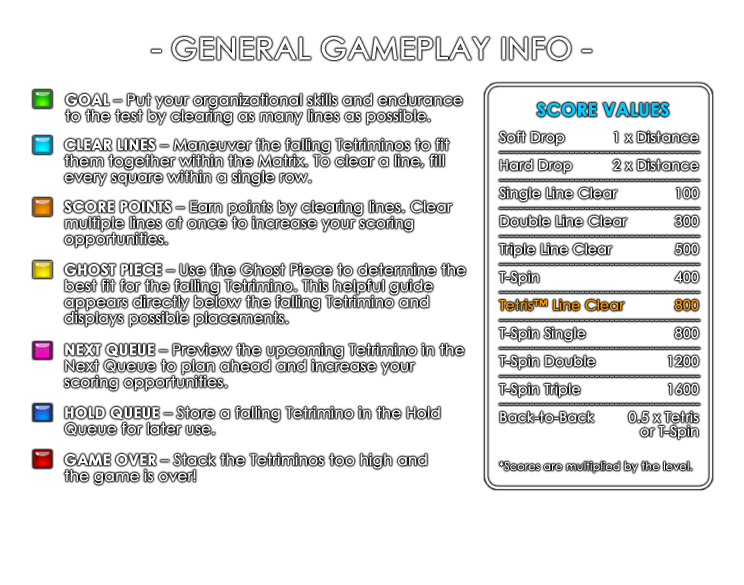 - GENERAL GAMEPLAY INFO -
GOAL – Put your organizational skills and endurance
to the test by clearing as many lines as possible.
CLEAR LINES – Maneuver the falling Tetriminos to fit
them together within the Matrix. To clear a line, fill
every square within a single row.
SCORE POINTS – Earn points by clearing lines. Clear
multiple lines at once to increase your scoring
opportunities.
GHOST PIECE – Use the Ghost Piece to determine the
best fit for the falling Tetrimino. This helpful guide
appears directly below the falling Tetrimino and
displays possible placements.
NEXT QUEUE – Preview the upcoming Tetrimino in the
Next Queue to plan ahead and increase your
scoring opportunities.
HOLD QUEUE – Store a falling Tetrimino in the Hold
Queue for later use.
GAME OVER – Stack the Tetriminos too high and
the game is over!
SCORE VALUES
Soft Drop 1 x Distance
Hard Drop 2 x Distance
Single Line Clear 100
Double Line Clear 300
Triple Line Clear 500
T-Spin 400
Tetris™ Line Clear 800
T-Spin Single 800
T-Spin Double 1200
T-Spin Triple 1600
Back-to-Back 0.5 x Tetris
or T-Spin
*Scores are multiplied by the level.